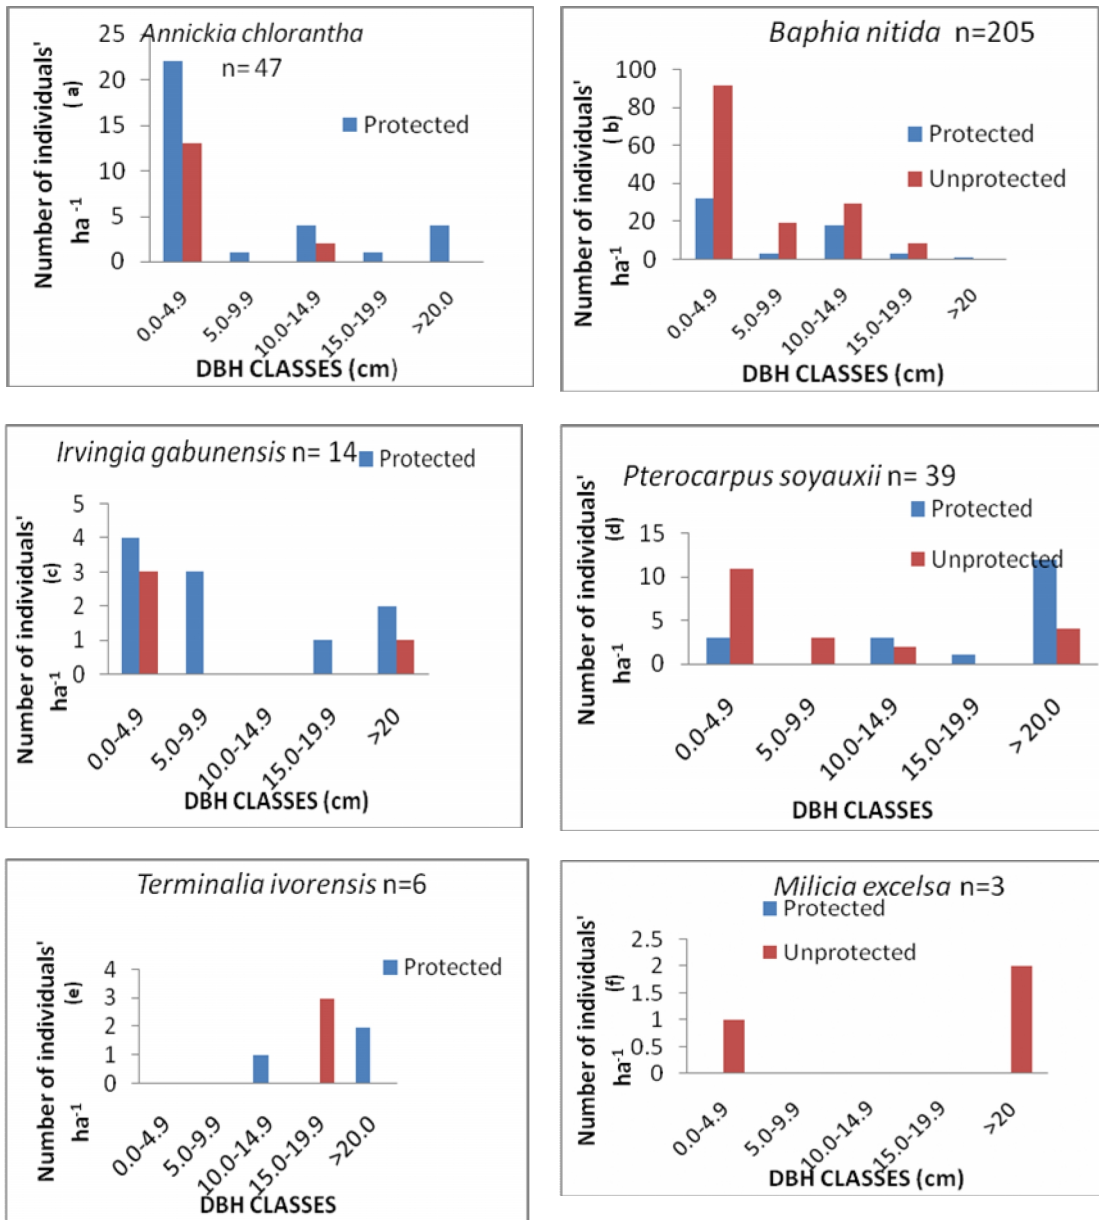 Annickia chlorantha
n= 47
Number of individuals'
( a)
ha -1
25
20
15
10
5
0
Protected
0.0-4.9
5.0-9.9
10.0-14.9
15.0-19.9
>20.0
DBH CLASSES (cm)
Baphia nitida n=205
Number of individuals'
( b)
ha-1
100
80
60
40
20
0
Protected
Unprotected
0.0-4.9
5.0-9.9
10.0-14.9
15.0-19.9
>20
DBH CLASSES (cm)
Irvingia gabunensis n= 14
Protected
Number of individuals'
(c)
ha-1
5
4
3
2
1
0
0.0-4.9
5.0-9.9
10.0-14.9
15.0-19.9
>20
DBH CLASSES (cm)
Pterocarpus soyauxii n= 39
Protected
Unprotected
Number of individuals'
(d)
ha-1
15
10
5
0
0.0-4.9
5.0-9.9
10.0-14.9
15.0-19.9
> 20.0
DBH CLASSES
Terminalia ivorensis n=6
Protected
Number of individuals'
(e)
ha-1
4
3
2
1
0
0.0-4.9
5.0-9.9
10.0-14.9
15.0-19.9
>20.0
DBH CLASSES
Milicia excelsa n=3
Protected
Unprotected
Number of individuals'
(f)
ha-1
2.5
2
1.5
1
0.5
0
0.0-4.9
5.0-9.9
10.0-14.9
15.0-19.9
>20
DBH CLASSES (cm)